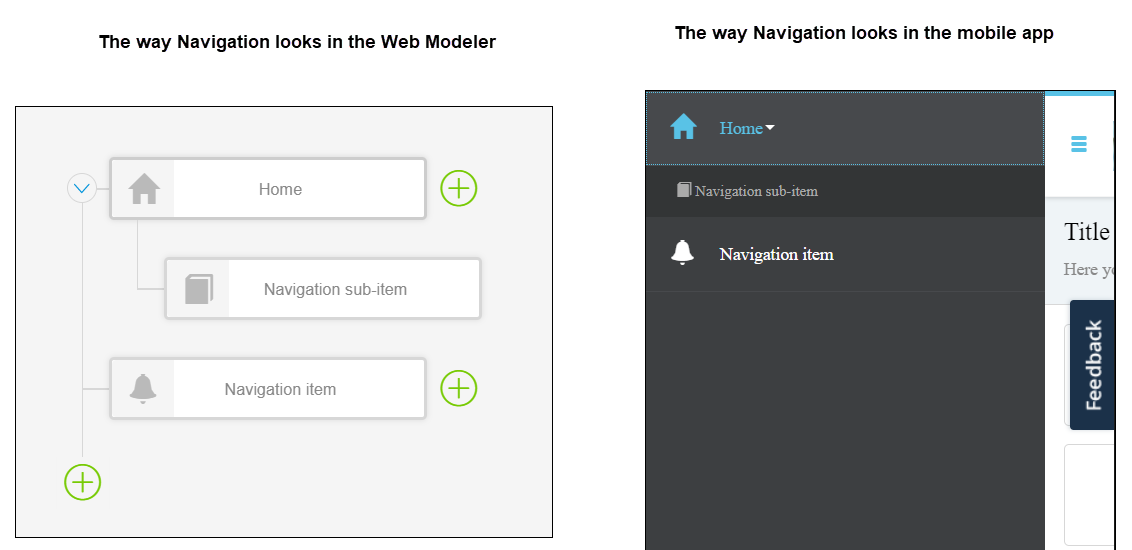 The way Navigation looks in the Web Modeler
Home
Navigation sub-item
Navigation item
The way Navigation looks in the mobile app
Home
Navigation sub-item
Navigation item
Title
Here yo
Feedback